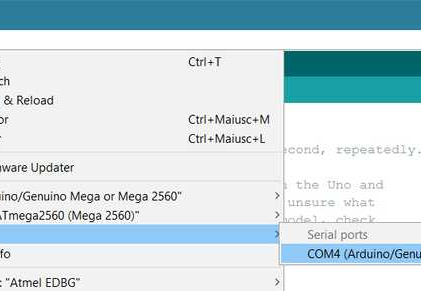 Ctrl+T
ch
& Reload
or Ctrl+Maiusc+M
Ctrl+Maiusc+L
econd, repeatedly.
ware Updater
n the Uno and
ino/Genuino Mega or Mega 2560"
unsure what
ATmega2560 (Mega 2560)"
odel, check
Serial ports
fo
COM4 (Arduino/Genu
: "Atmel EDBG"